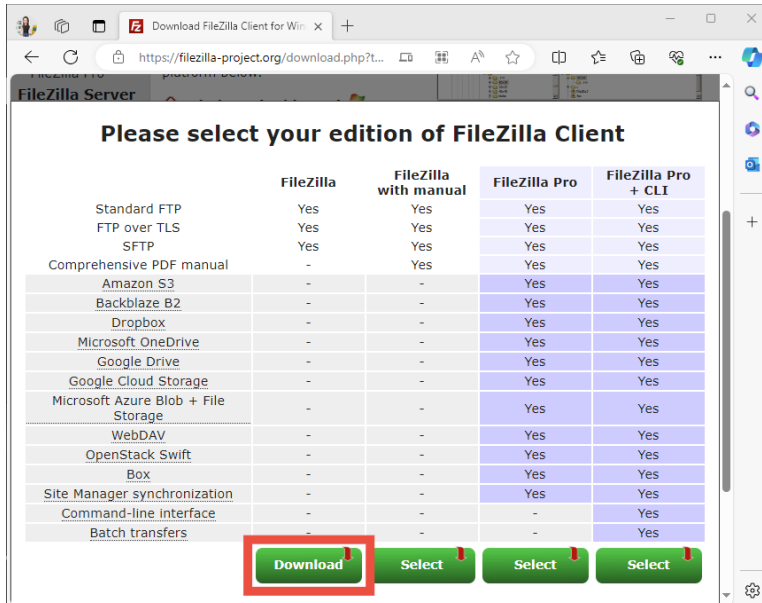 Download FileZilla Client for Win
https://filezilla-project.org/download.php?t...
platform below.
FileZilla Server
Please select your edition of FileZilla Client
FileZilla FileZilla with manual FileZilla Pro FileZilla Pro + CLI
Standard FTP Yes Yes Yes Yes
FTP over TLS Yes Yes Yes Yes
SFTP Yes Yes Yes Yes
Comprehensive PDF manual - Yes Yes Yes
Amazon S3 - - Yes Yes
Backblaze B2 - - Yes Yes
Dropbox - - Yes Yes
Microsoft OneDrive - - Yes Yes
Google Drive - - Yes Yes
Google Cloud Storage - - Yes Yes
Microsoft Azure Blob + File
Storage - - Yes Yes
WebDAV - - Yes Yes
OpenStack Swift - - Yes Yes
Box - - Yes Yes
Site Manager synchronization - - Yes Yes
Command-line interface - - - Yes
Batch transfers - - - Yes
Download Select Select Select